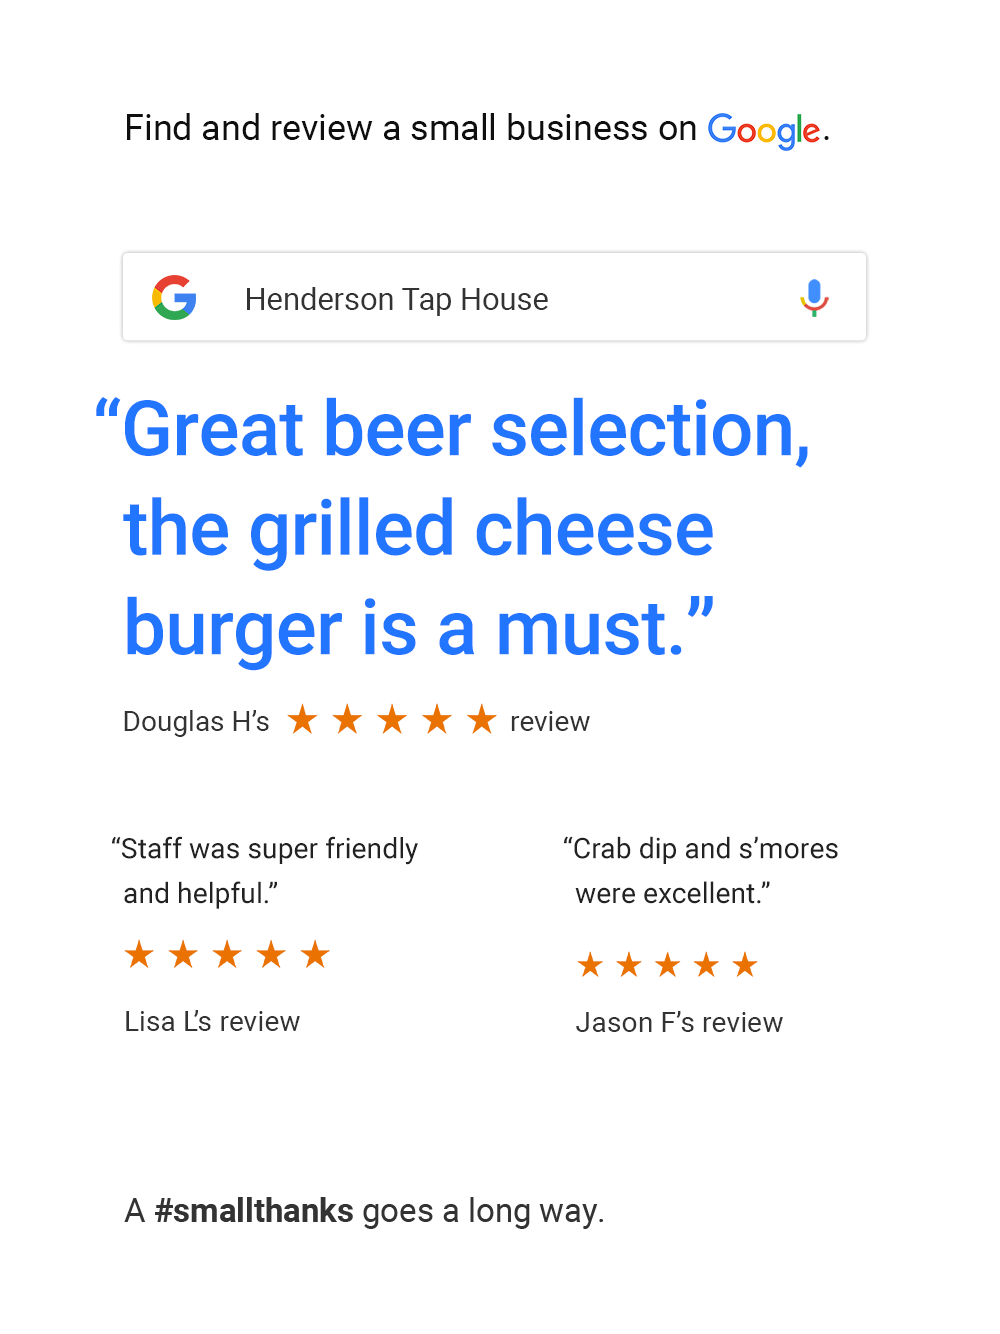 Find and review a small business on Google.
Henderson Tap House
“Great beer selection,
the grilled cheese
burger is a must.”
Douglas H’s ★ ★ ★ ★ ★ review
“Staff was super friendly
and helpful.”
★ ★ ★ ★ ★
Lisa L’s review
“Crab dip and s’mores
were excellent.”
★ ★ ★ ★ ★
Jason F’s review
A #smallthanks goes a long way.